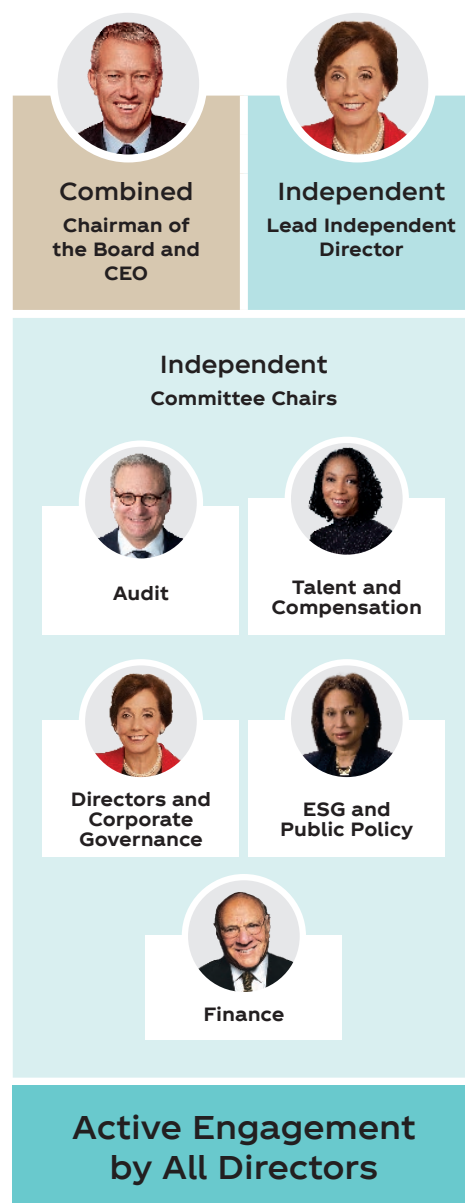 Combined
Chairman of
the Board and
CEO
Independent
Lead Independent
Director
Independent
Committee Chairs
Audit
Talent and
Compensation
Directors and
Corporate
Governance
ESG and
Public Policy
Finance
Active Engagement
by All Directors